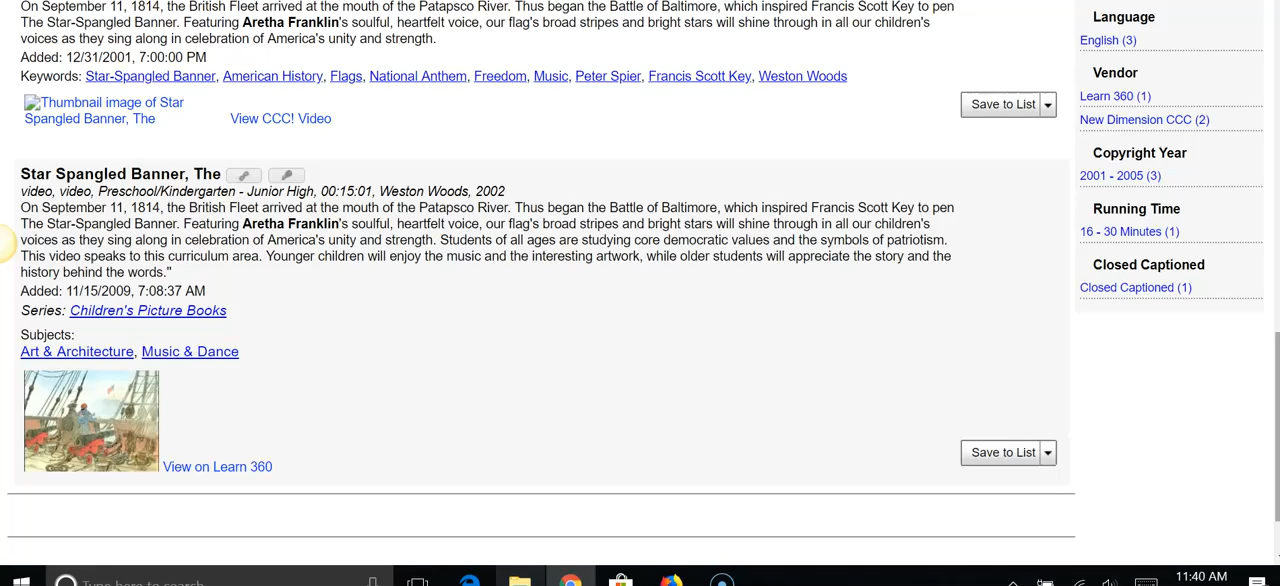 On September 11, 1814, the British Fleet arrived at the mouth of the Patapsco River. Thus began the Battle of Baltimore, which inspired Francis Scott Key to pen
The Star-Spangled Banner. Featuring Aretha Franklin's soulful, heartfelt voice, our flag's broad stripes and bright stars will shine through in all our children's
voices as they sing along in celebration of America's unity and strength.
Added: 12/31/2001, 7:00:00 PM
Keywords: Star-Spangled Banner, American History, Flags, National Anthem, Freedom, Music, Peter Spier, Francis Scott Key, Weston Woods
Thumbnail image of Star
Spangled Banner, The
View CCC! Video
Save to List
Star Spangled Banner, The
video, video, Preschool/Kindergarten - Junior High, 00:15:01, Weston Woods, 2002
On September 11, 1814, the British Fleet arrived at the mouth of the Patapsco River. Thus began the Battle of Baltimore, which inspired Francis Scott Key to pen
The Star-Spangled Banner. Featuring Aretha Franklin's soulful, heartfelt voice, our flag's broad stripes and bright stars will shine through in all our children's
voices as they sing along in celebration of America's unity and strength. Students of all ages are studying core democratic values and the symbols of patriotism.
This video speaks to this curriculum area. Younger children will enjoy the music and the interesting artwork, while older students will appreciate the story and the
history behind the words."
Added: 11/15/2009, 7:08:37 AM
Series: Children's Picture Books
Subjects:
Art & Architecture, Music & Dance
View on Learn 360
Save to List
Language
English (3)
Vendor
Learn 360 (1)
New Dimension CCC (2)
Copyright Year
2001 - 2005 (3)
Running Time
16 - 30 Minutes (1)
Closed Captioned
Closed Captioned (1)
Type here to search
11:40 AM